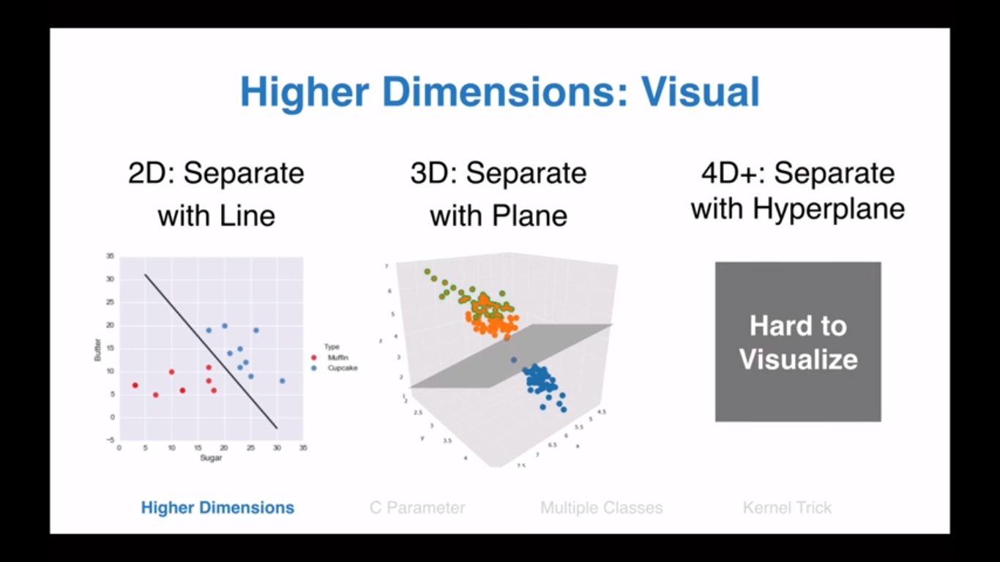 Higher Dimensions: Visual
2D: Separate
with Line
3D: Separate
with Plane
4D+: Separate
with Hyperplane
35
30
25
20
15
10
5
0
−5
Butter
0 5 10 15 20 25 30 35
Sugar
Type
Muffin
Cupcake
7
6
5
4
3
2
1
z
2
2.5
3
3.5
4
y
4.5
5
5.5
6
6.5
7
7.5
x
Hard to
Visualize
Higher Dimensions C Parameter Multiple Classes Kernel Trick